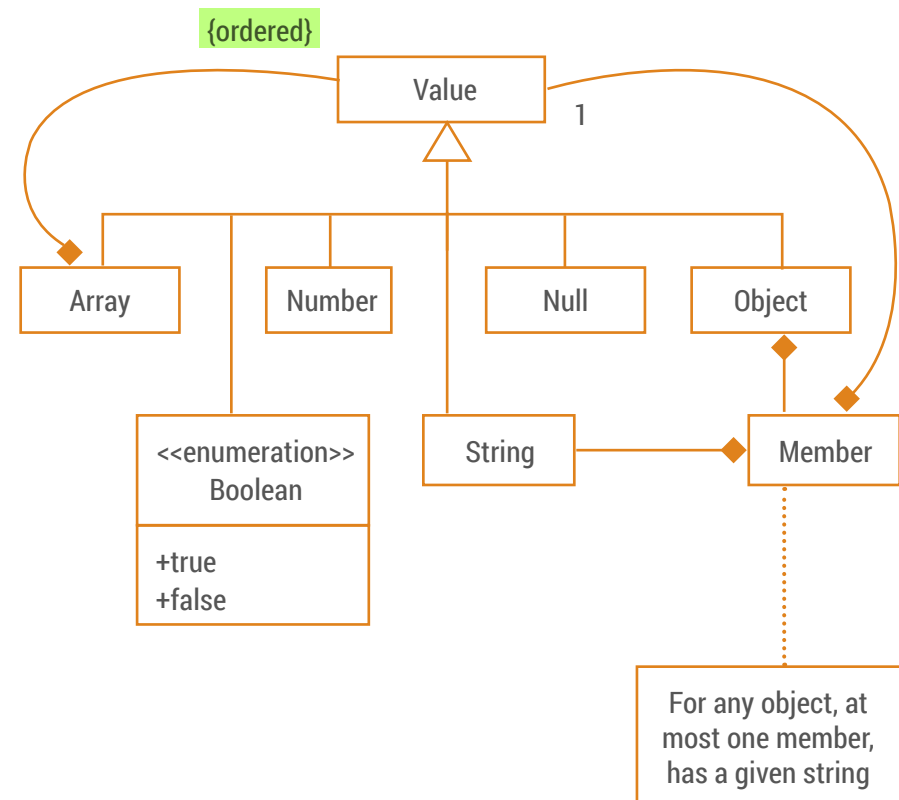 {ordered}
Value
1
Array
Number
Null
Object
<<enumeration>>
Boolean
String
Member
+true
+false
For any object, at
most one member,
has a given string